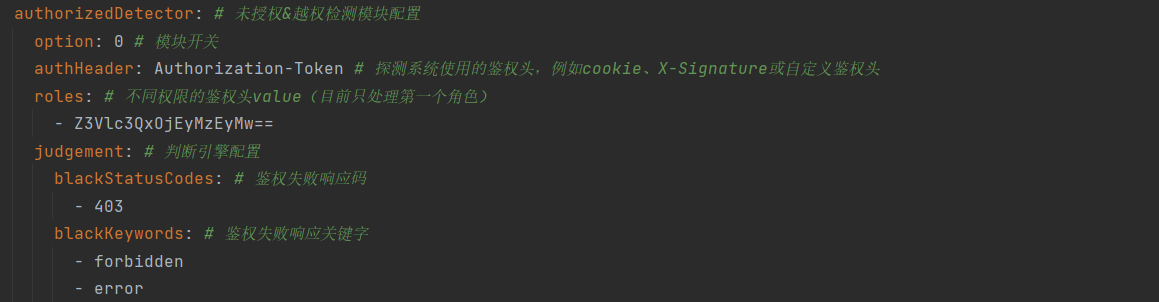 authorizedDetector: # 未授权&越权检测模块配置
option: 0 # 模块开关
authHeader: Authorization-Token # 探测系统使用的鉴权头，例如cookie、X-Signature或自定义鉴权头
roles: # 不同权限的鉴权头value（目前只处理第一个角色）
- Z3Vlc3QxOjEyMzEyMw==
judgement: # 判断引擎配置
blackStatusCodes: # 鉴权失败响应码
- 403
blackKeywords: # 鉴权失败响应关键字
- forbidden
- error